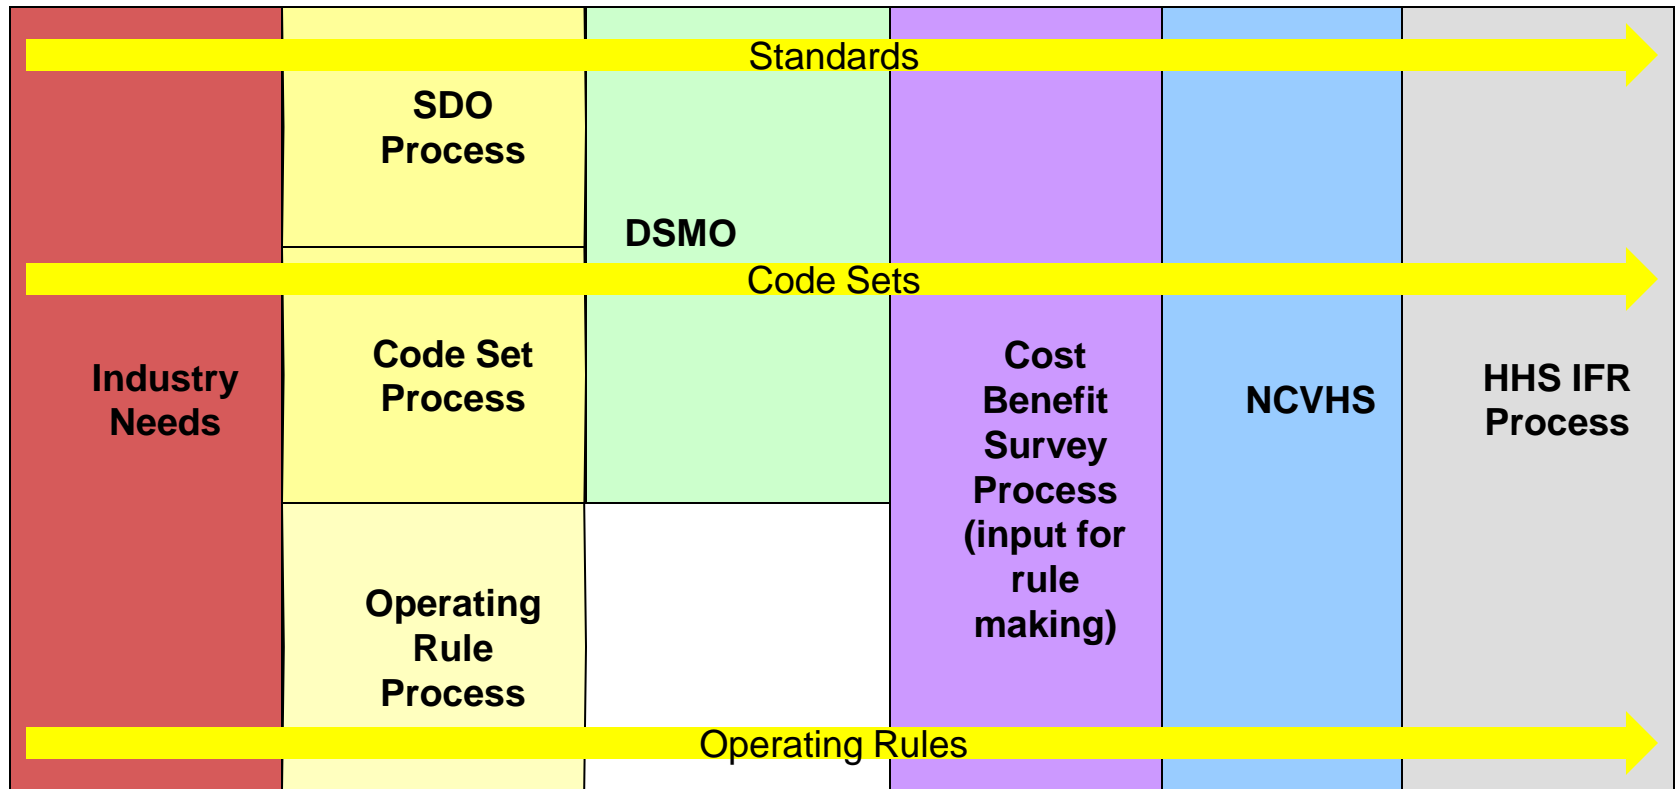 Standards
SDO
Process
DSMO
Code Sets
Industry
Needs
Code Set
Process
Cost
Benefit
Survey
Process
(input for
rule
making)
NCVHS
HHS IFR
Process
Operating
Rule
Process
Operating Rules